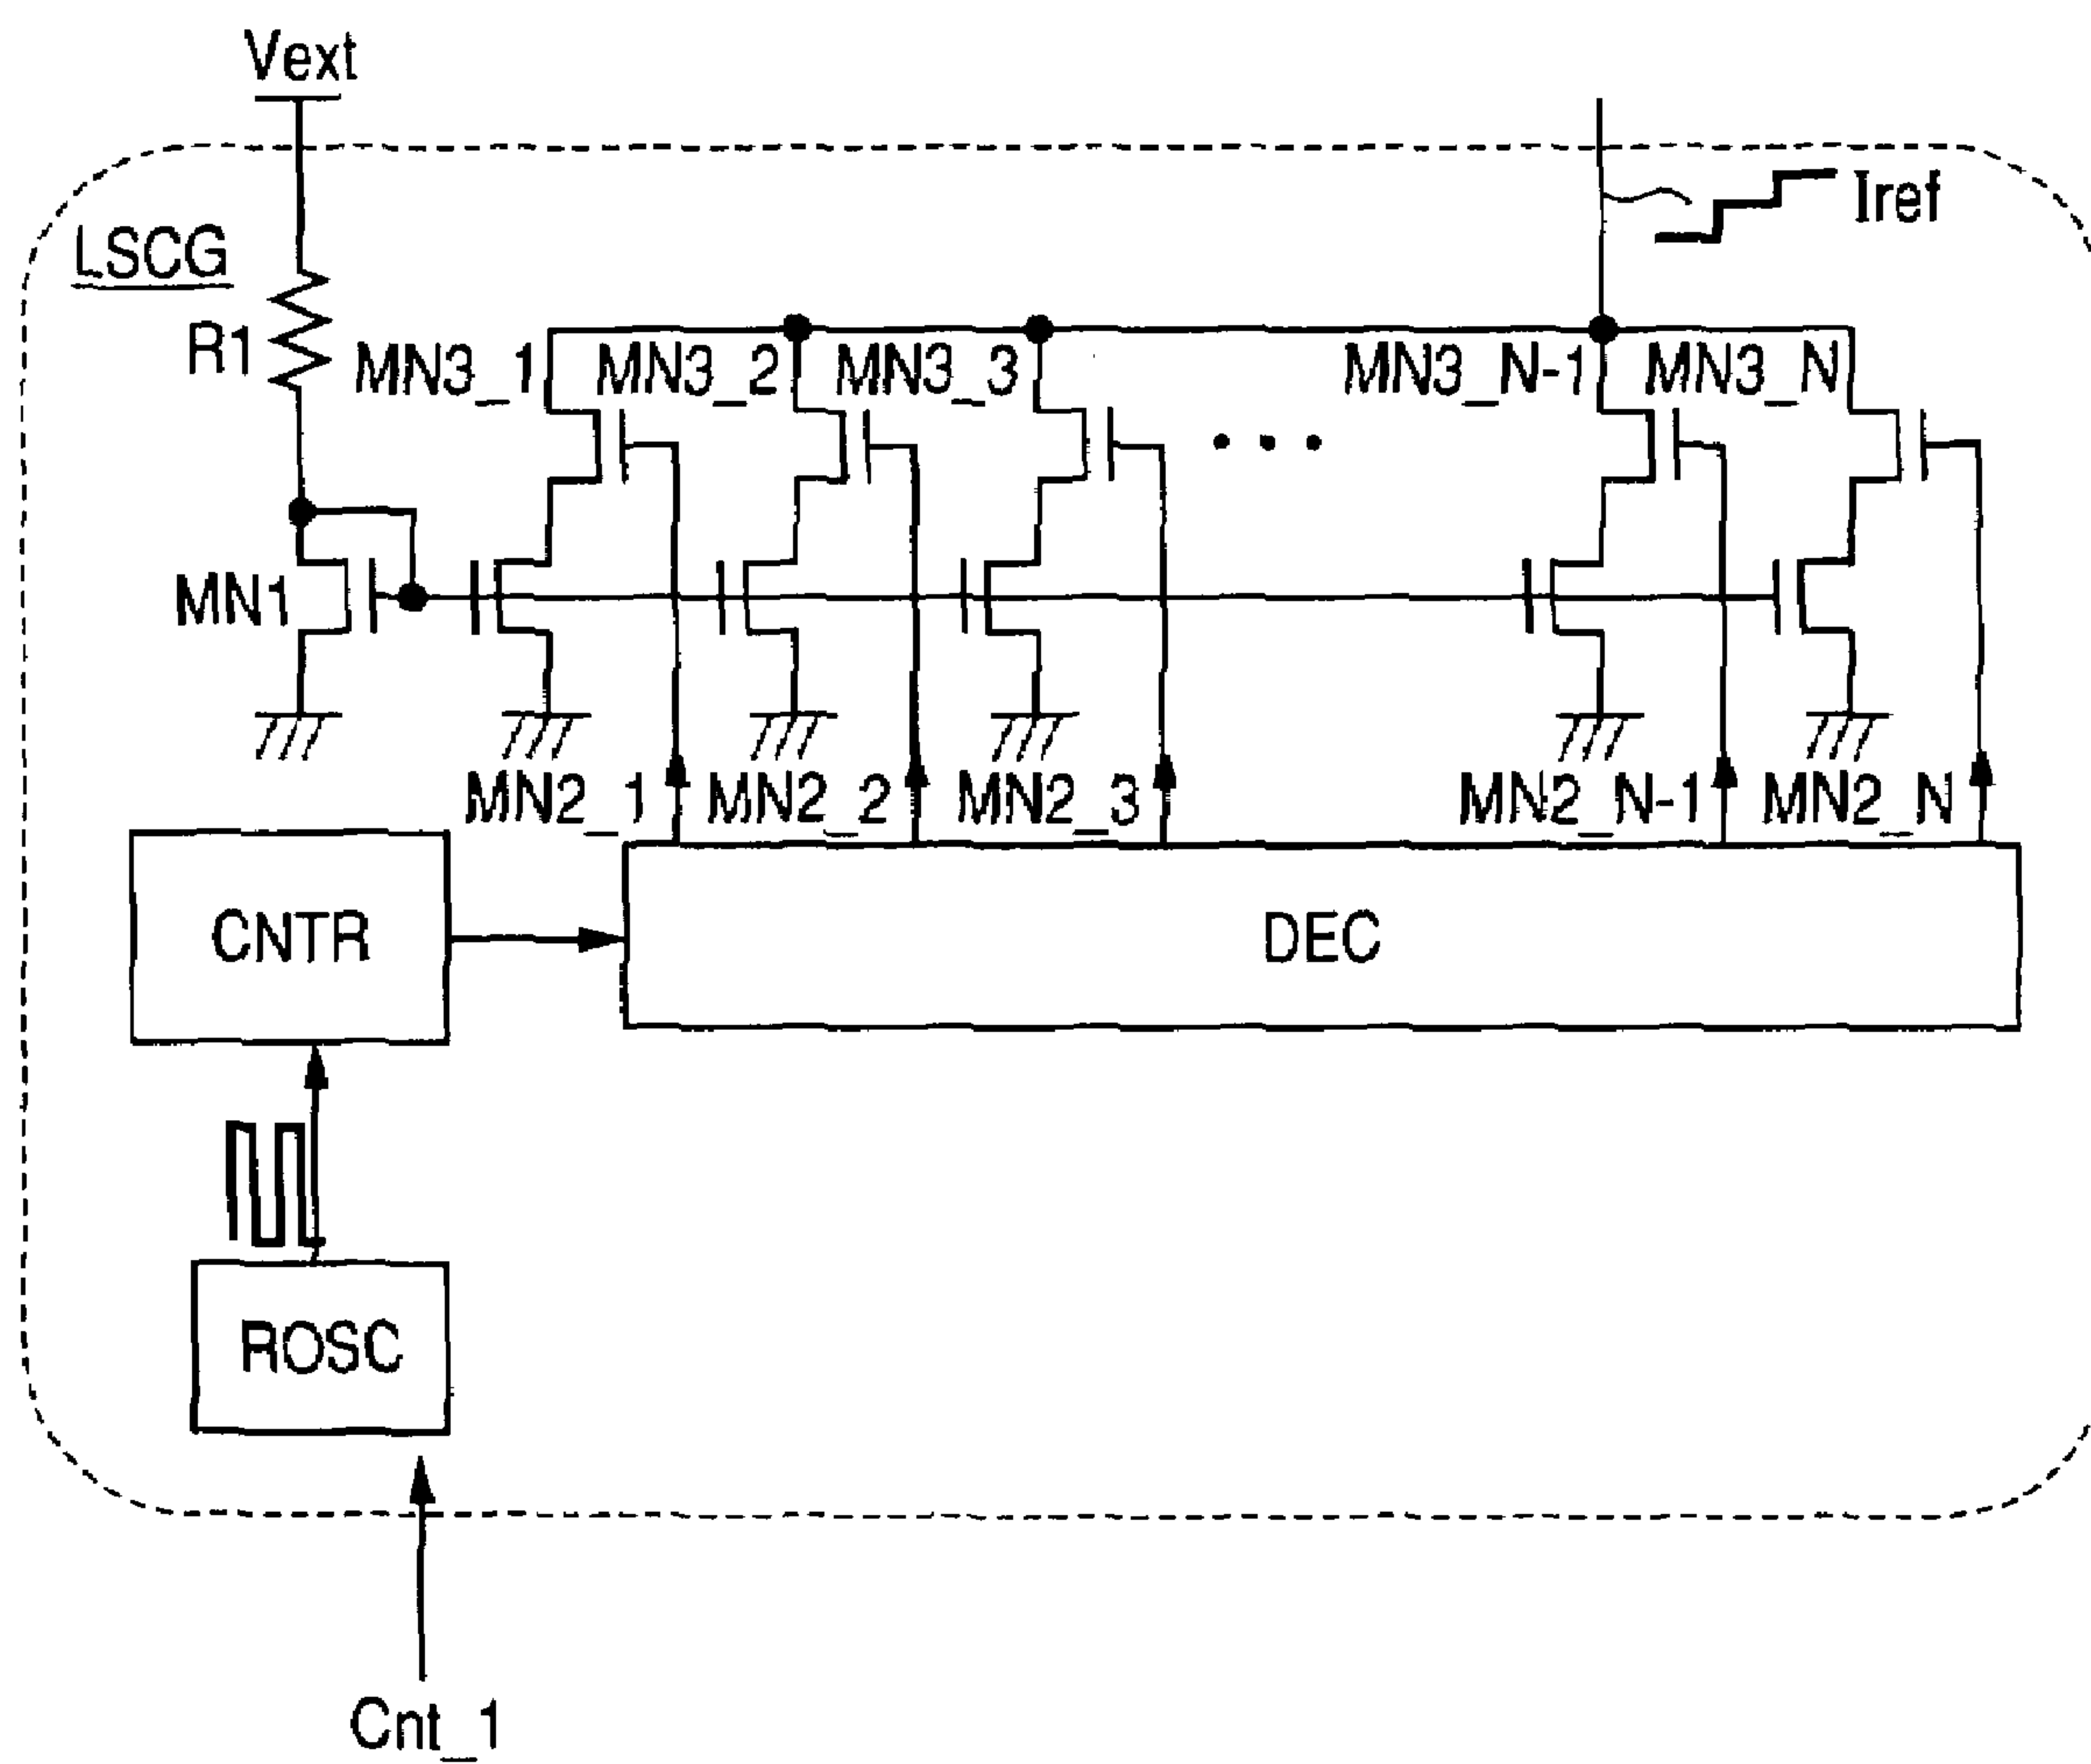 Vext
Iref
LSCG
R1
MN3_1 MN3_2 MN3_3 MN3_N-1 MN3_N
MN1
MN2_1 MN2_2 MN2_3 MN2_N-1 MN2_N
CNTR
DEC
ROSC
Cnt_1